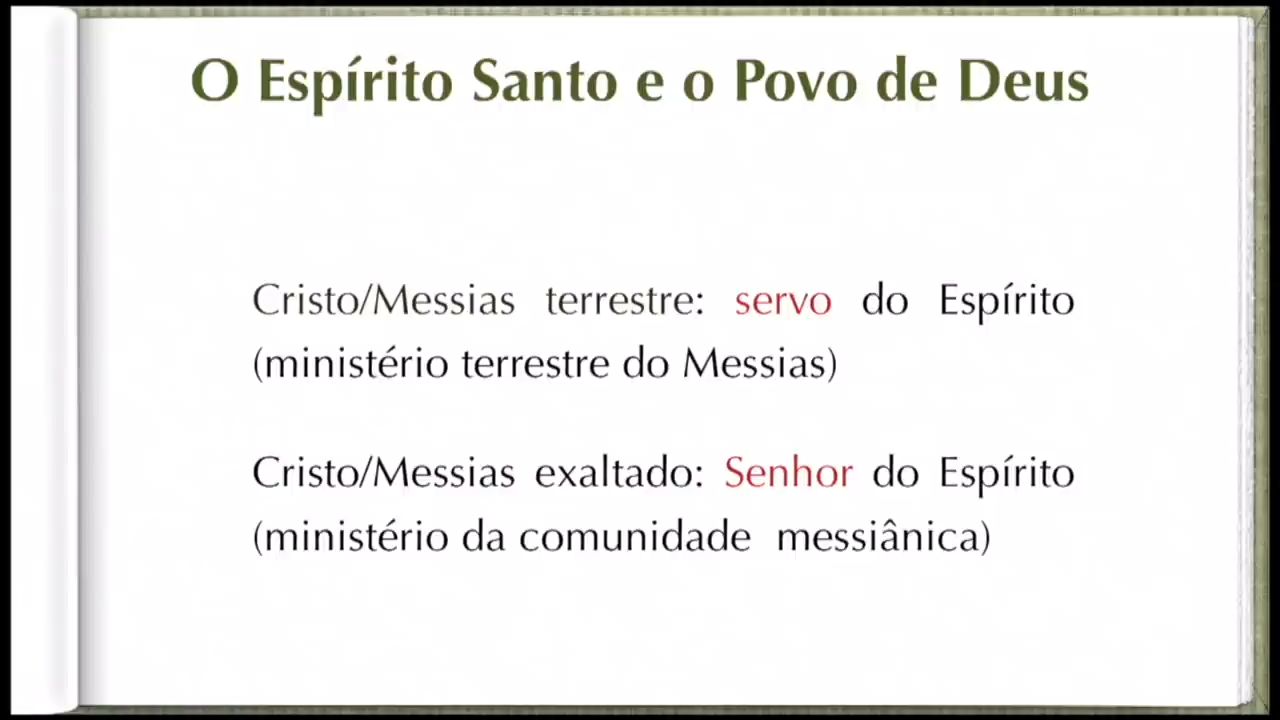 O Espírito Santo e o Povo de Deus
Cristo/Messias terrestre: servo do Espírito
(ministério terrestre do Messias)
Cristo/Messias exaltado: Senhor do Espírito
(ministério da comunidade messiânica)